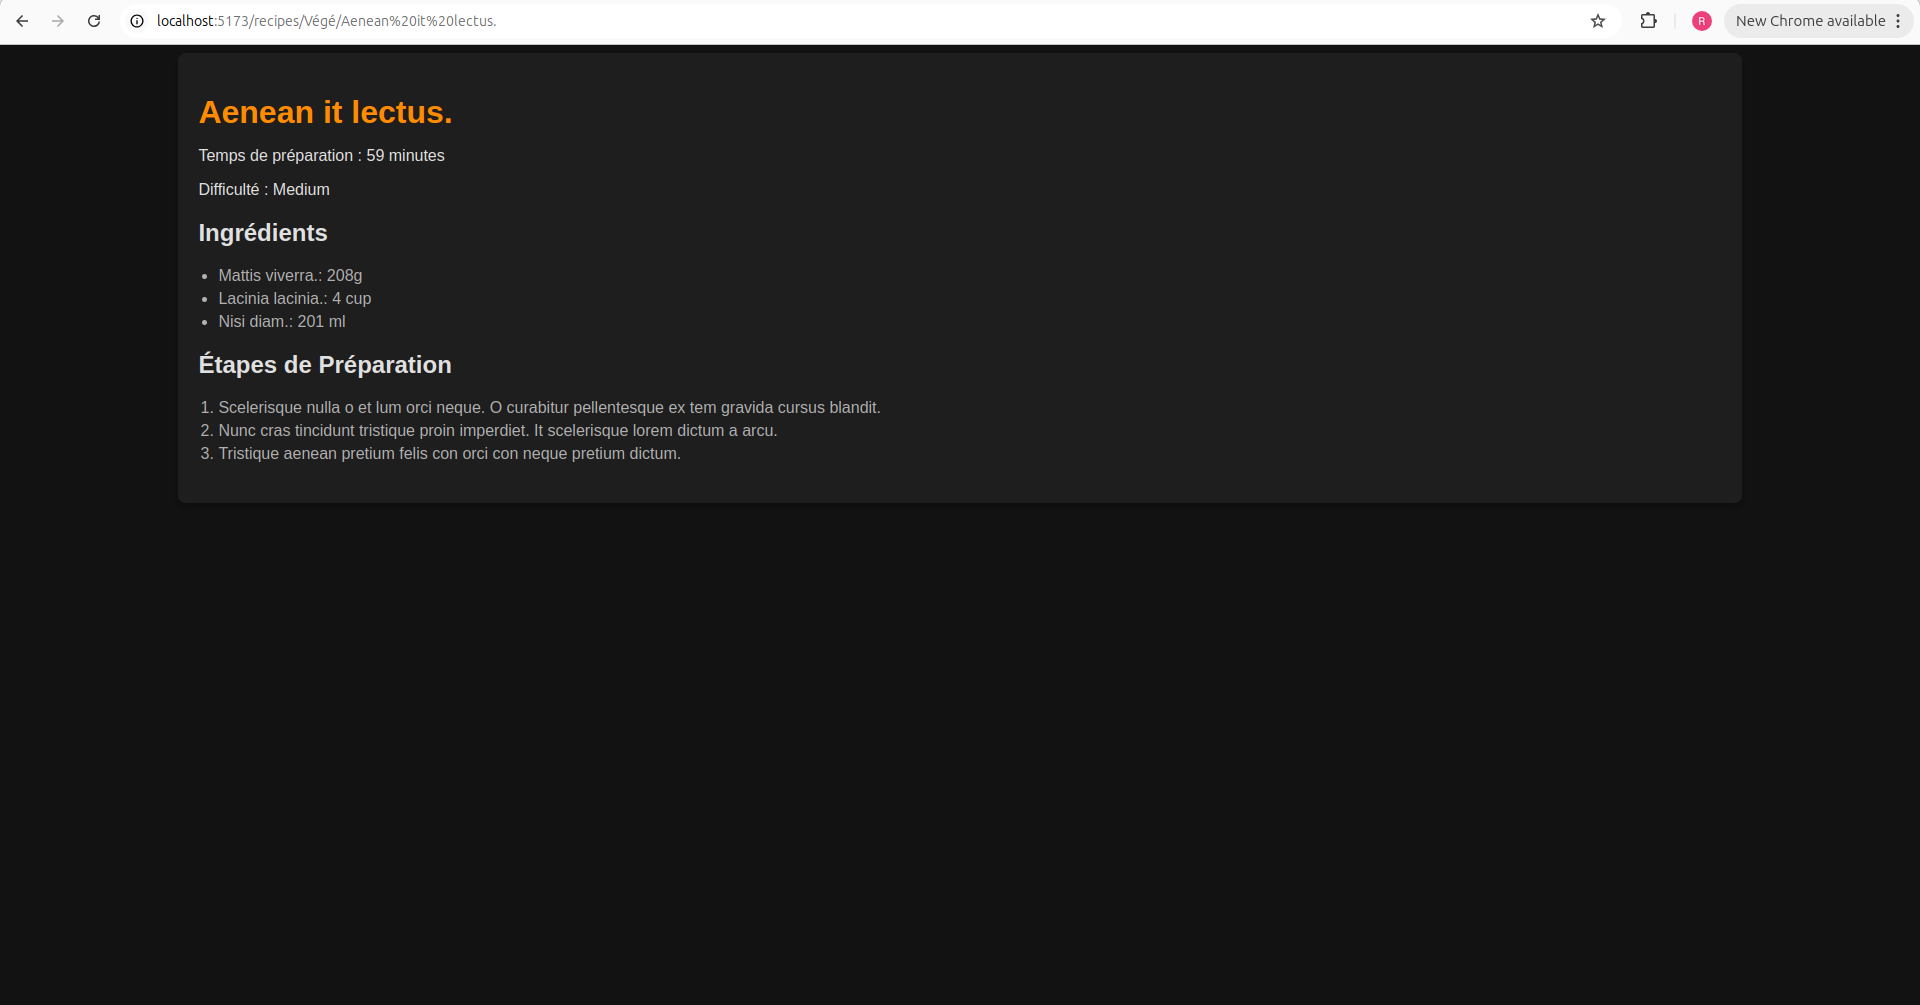 localhost:5173/recipes/Végé/Aenean%20it%20lectus.
R
New Chrome available
Aenean it lectus.
Temps de préparation : 59 minutes
Difficulté : Medium
Ingrédients
• Mattis viverra.: 208g
• Lacinia lacinia.: 4 cup
• Nisi diam.: 201 ml
Étapes de Préparation
1. Scelerisque nulla o et lum orci neque. O curabitur pellentesque ex tem gravida cursus blandit.
2. Nunc cras tincidunt tristique proin imperdiet. It scelerisque lorem dictum a arcu.
3. Tristique aenean pretium felis con orci con neque pretium dictum.